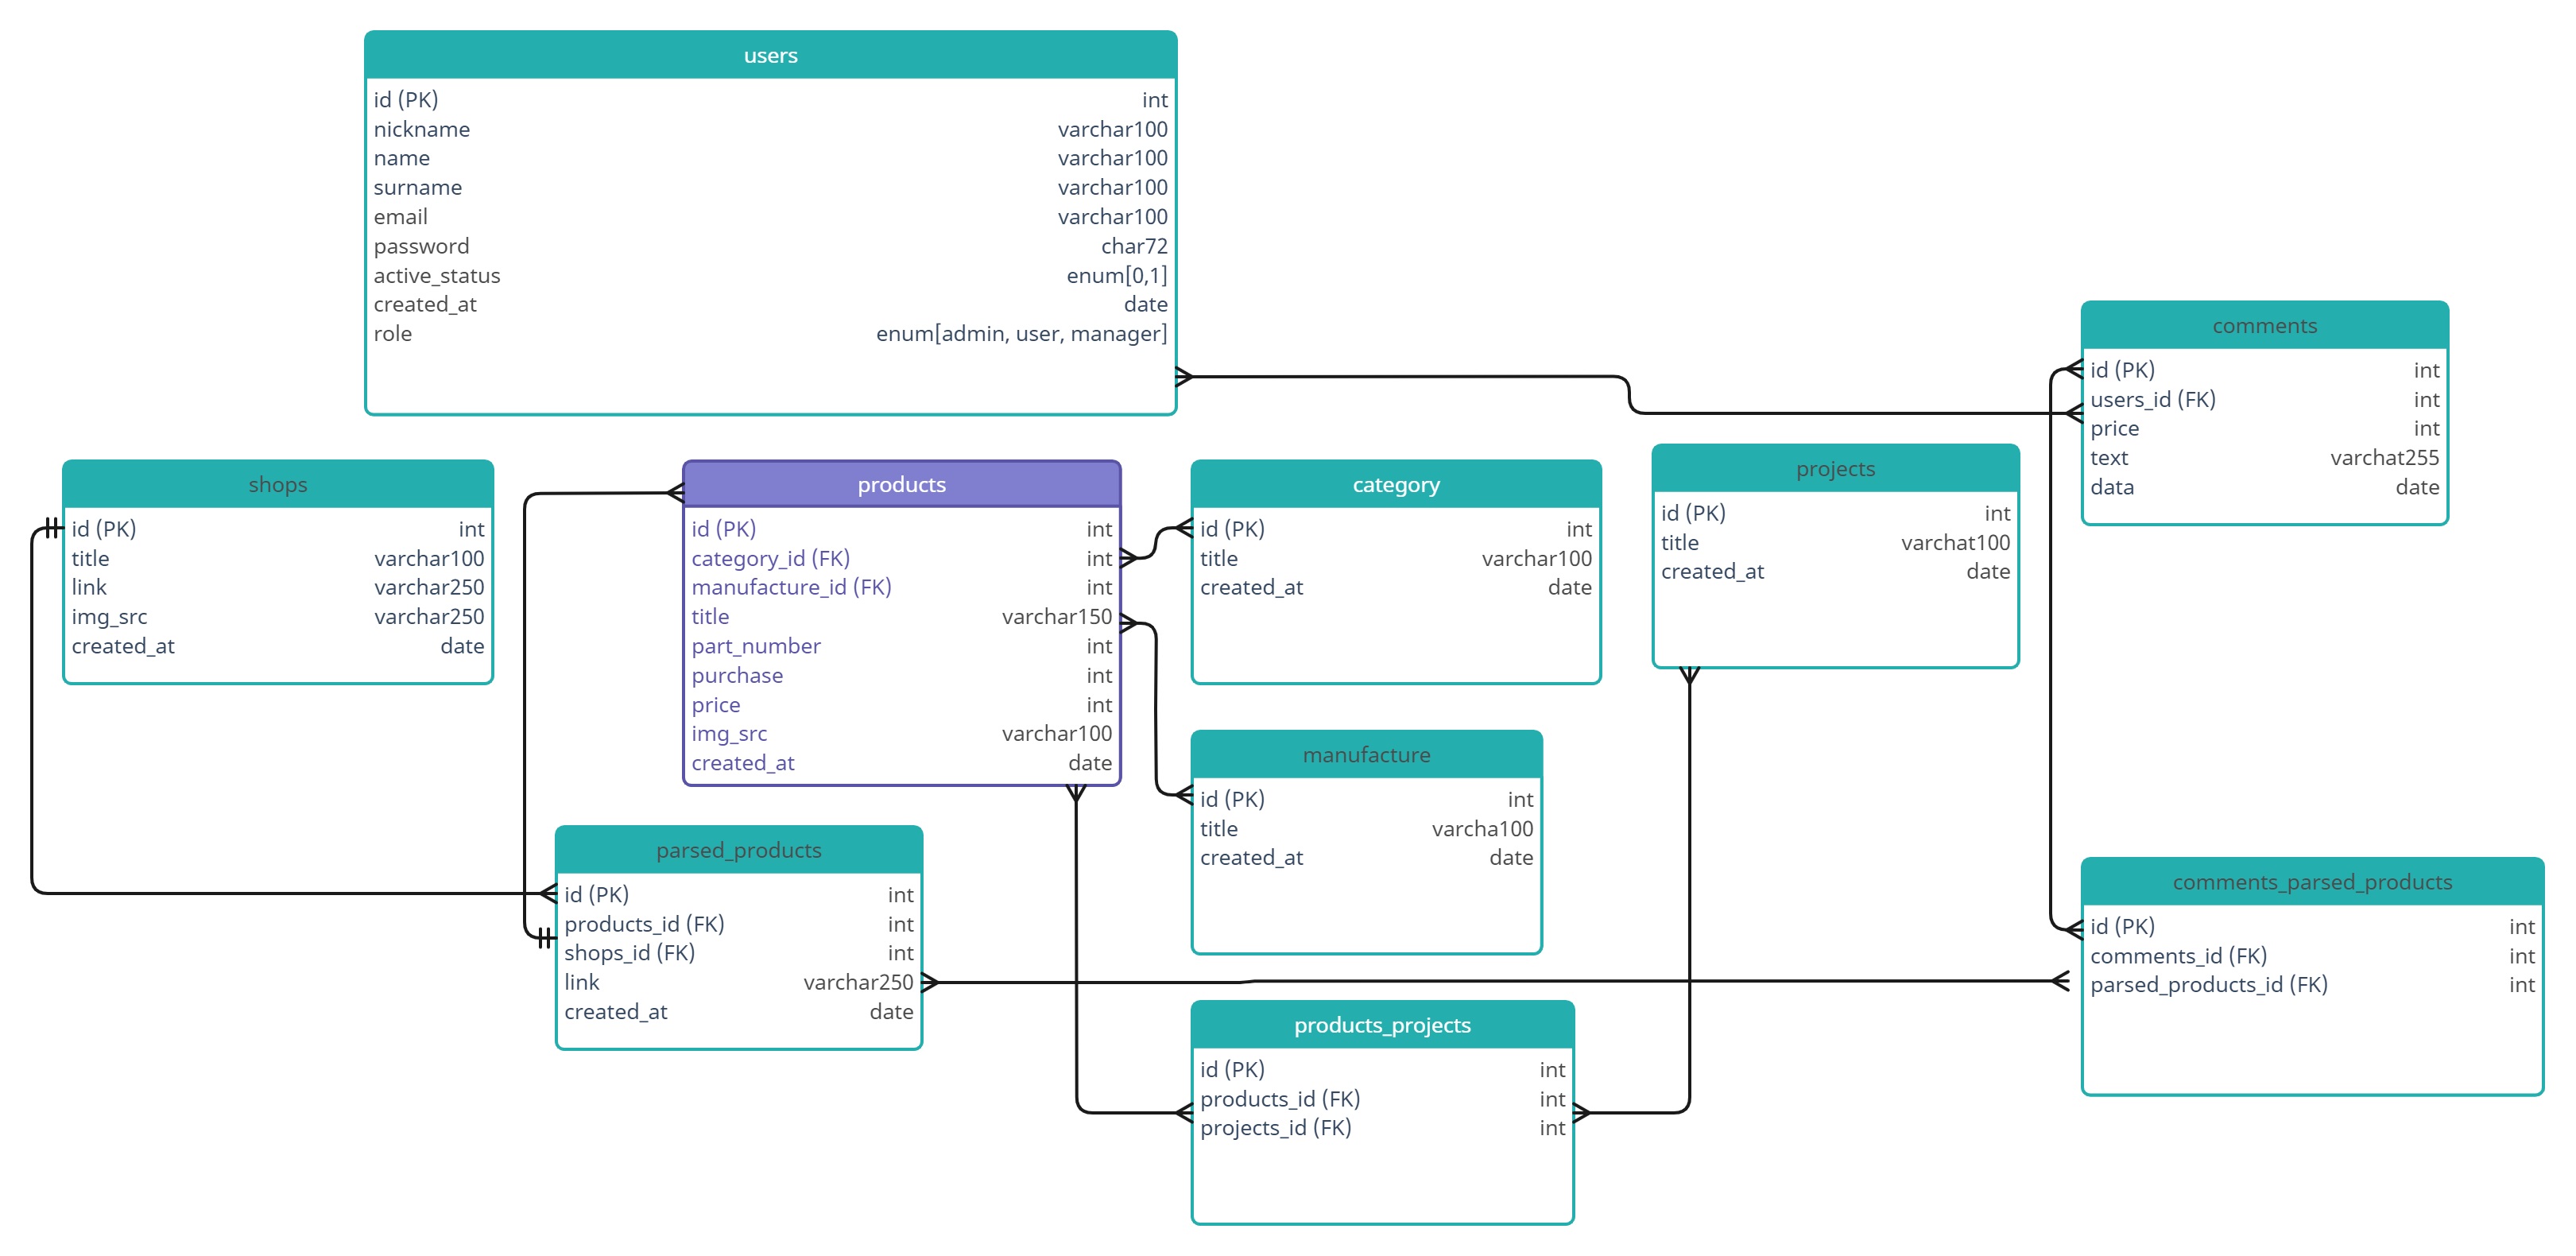 users
id (PK) int
nickname varchar100
name varchar100
surname varchar100
email varchar100
password char72
active_status enum[0,1]
created_at date
role enum[admin, user, manager]
comments
id (PK) int
users_id (FK) int
price int
text varchat255
data date
shops
id (PK) int
title varchar100
link varchar250
img_src varchar250
created_at date
products
id (PK) int
category_id (FK) int
manufacture_id (FK) int
title varchar150
part_number int
purchase int
price int
img_src varchar100
created_at date
category
id (PK) int
title varchar100
created_at date
projects
id (PK) int
title varchat100
created_at date
manufacture
id (PK) int
title varcha100
created_at date
parsed_products
id (PK) int
products_id (FK) int
shops_id (FK) int
link varchar250
created_at date
comments_parsed_products
id (PK) int
comments_id (FK) int
parsed_products_id (FK) int
products_projects
id (PK) int
products_id (FK) int
projects_id (FK) int